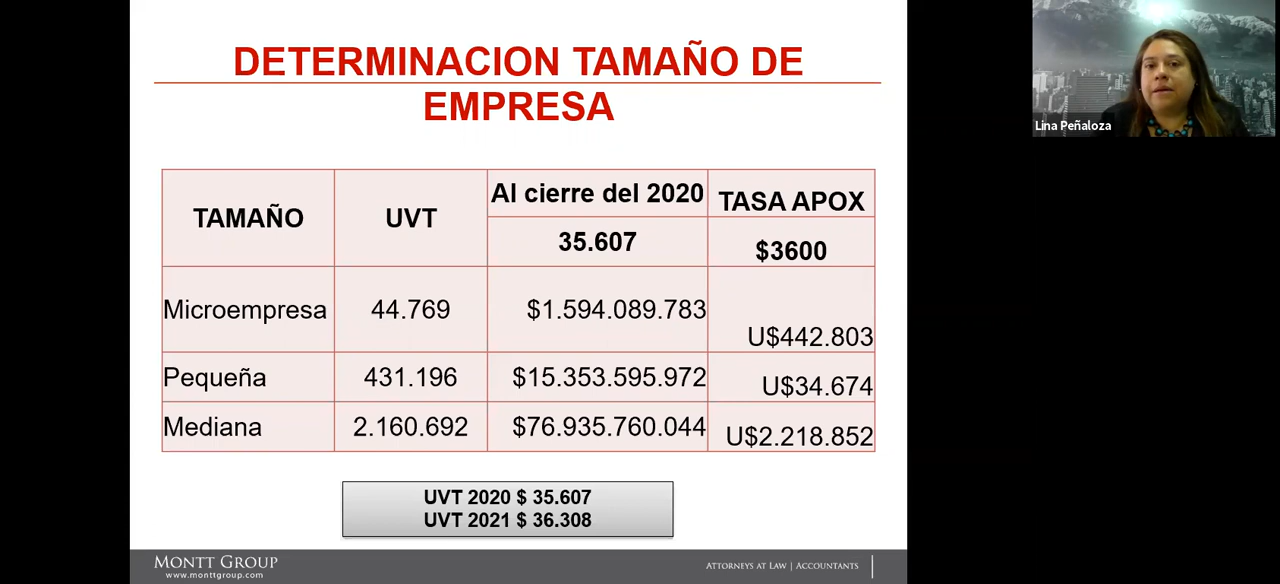 DETERMINACION TAMAÑO DE
EMPRESA
Lina Peñaloza
TAMAÑO
UVT
Al cierre del 2020
TASA APOX
35.607
$3600
Microempresa
44.769
$1.594.089.783
U$442.803
Pequeña
431.196
$15.353.595.972
U$34.674
Mediana
2.160.692
$76.935.760.044
U$2.218.852
UVT 2020 $ 35.607
UVT 2021 $ 36.308
MONTT GROUP
www.monttgroup.com
ATTORNEYS AT LAW | ACCOUNTANTS